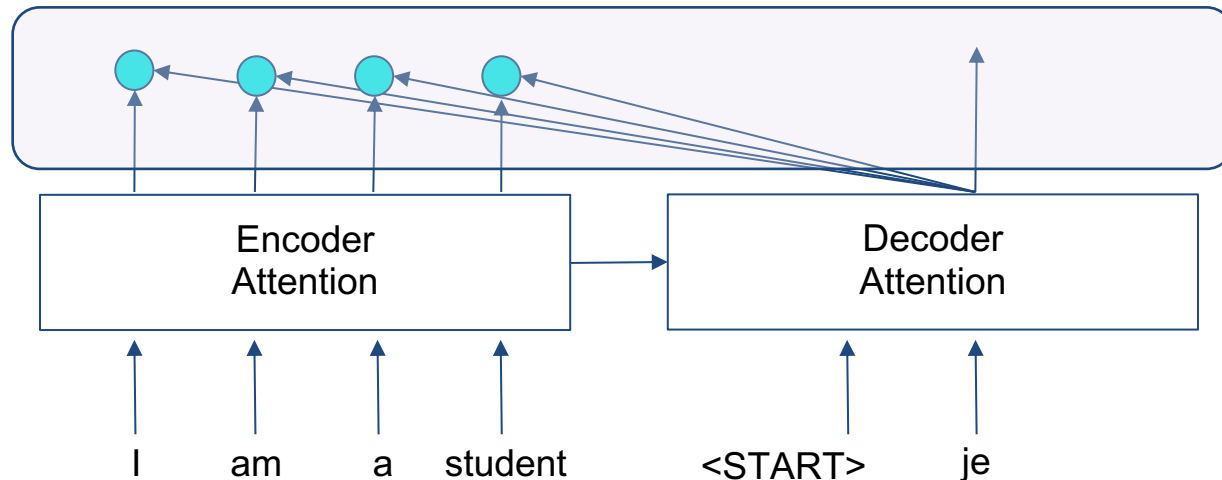 Encoder
Attention
Decoder
Attention
I am a student <START> je